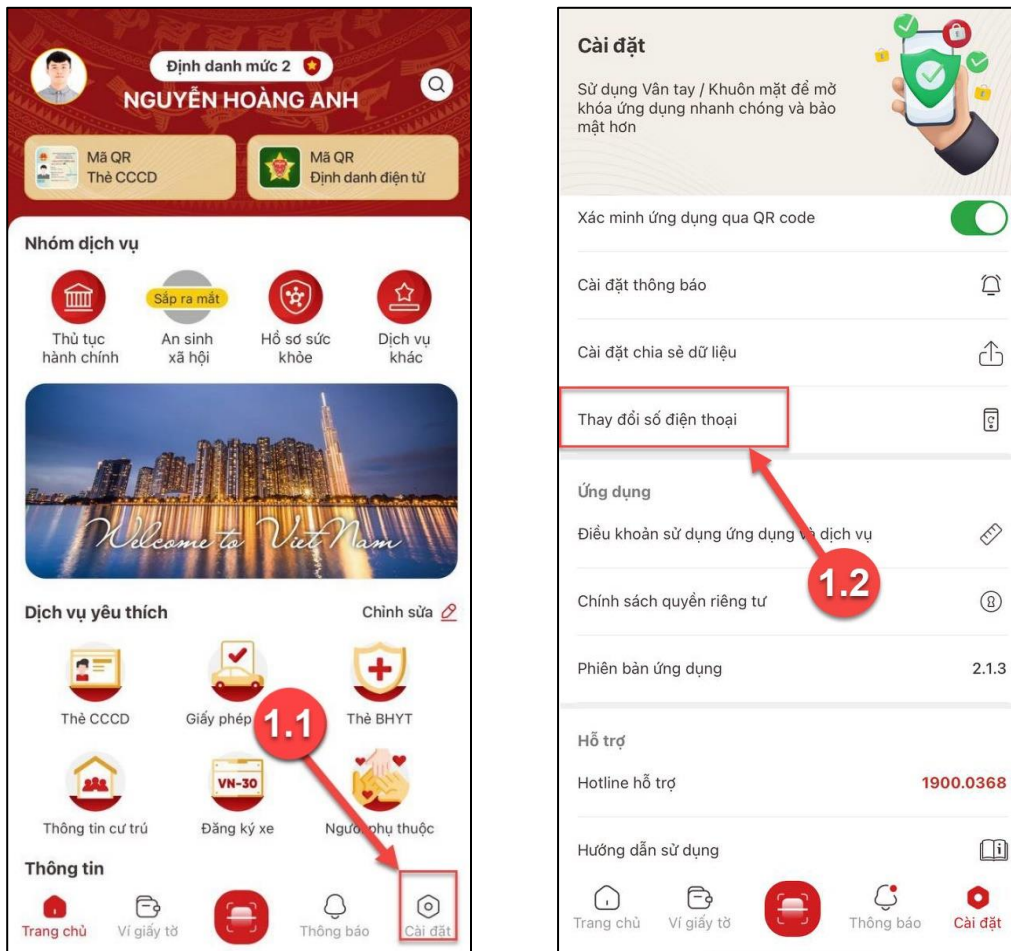 Định danh mức 2
NGUYỄN HOÀNG ANH
Mã QR
Thẻ CCCD
Mã QR
Định danh điện tử
Nhóm dịch vụ
Sắp ra mắt
Thủ tục
hành chính
An sinh
xã hội
Hồ sơ sức
khỏe
Dịch vụ
khác
Welcome to Viet Nam
Dịch vụ yêu thích
Chỉnh sửa
Thẻ CCCD
Giấy phép
Thẻ BHYT
1.1
VN-30
Thông tin cư trú
Đăng ký xe
Người phụ thuộc
Thông tin
Trang chủ
Ví giấy tờ
Thông báo
Cài đặt
Cài đặt
Sử dụng Vân tay / Khuôn mặt để mở
khóa ứng dụng nhanh chóng và bảo
mật hơn
Xác minh ứng dụng qua QR code
Cài đặt thông báo
Cài đặt chia sẻ dữ liệu
Thay đổi số điện thoại
Ứng dụng
Điều khoản sử dụng ứng dụng và dịch vụ
1.2
Chính sách quyền riêng tư
Phiên bản ứng dụng
2.1.3
Hỗ trợ
Hotline hỗ trợ
1900.0368
Hướng dẫn sử dụng
Trang chủ
Ví giấy tờ
Thông báo
Cài đặt